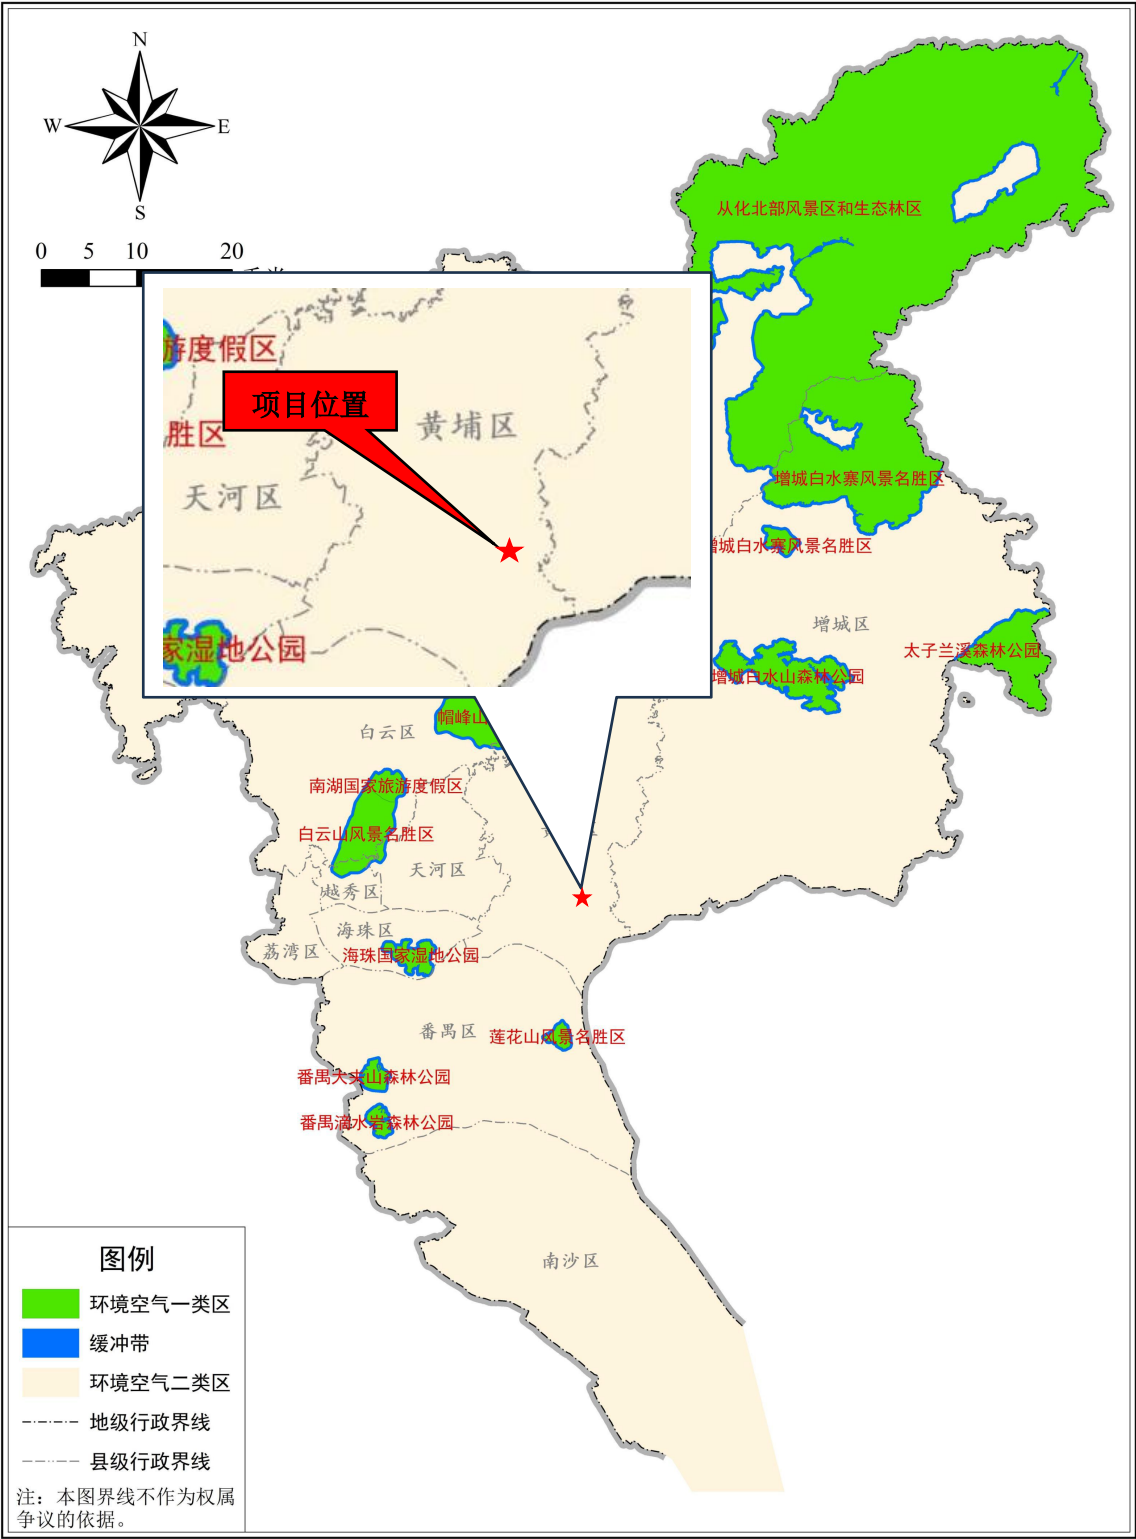 N
W
E
S
0 5 10 20
从化北部风景区和生态林区
游度假区
项目位置
黄埔区
胜区
天河区
家湿地公园
增城白水寨风景名胜区
增城白水寨风景名胜区
增城区
太子兰溪森林公园
增城白水山森林公园
帽峰山
白云区
南湖国家旅游度假区
白云山风景名胜区
天河区
越秀区
海珠区
荔湾区
海珠国家湿地公园
番禺区
莲花山风景名胜区
番禺大夫山森林公园
番禺滴水岩森林公园
南沙区
图例
环境空气一类区
缓冲带
环境空气二类区
地级行政界线
县级行政界线
注：本图界线不作为权属
争议的依据。